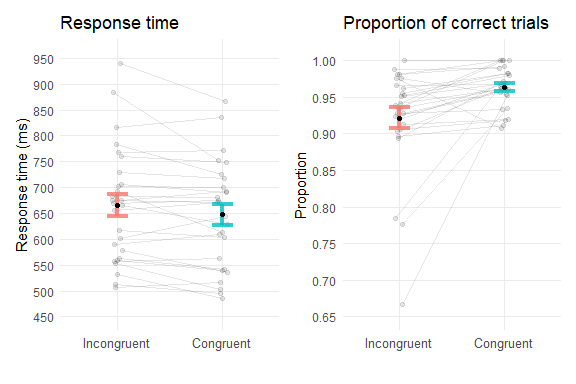 Response time
Response time (ms)
950
900
850
800
750
700
650
600
550
500
450
Incongruent
Congruent
Proportion of correct trials
Proportion
1.00
0.95
0.90
0.85
0.80
0.75
0.70
0.65
Incongruent
Congruent